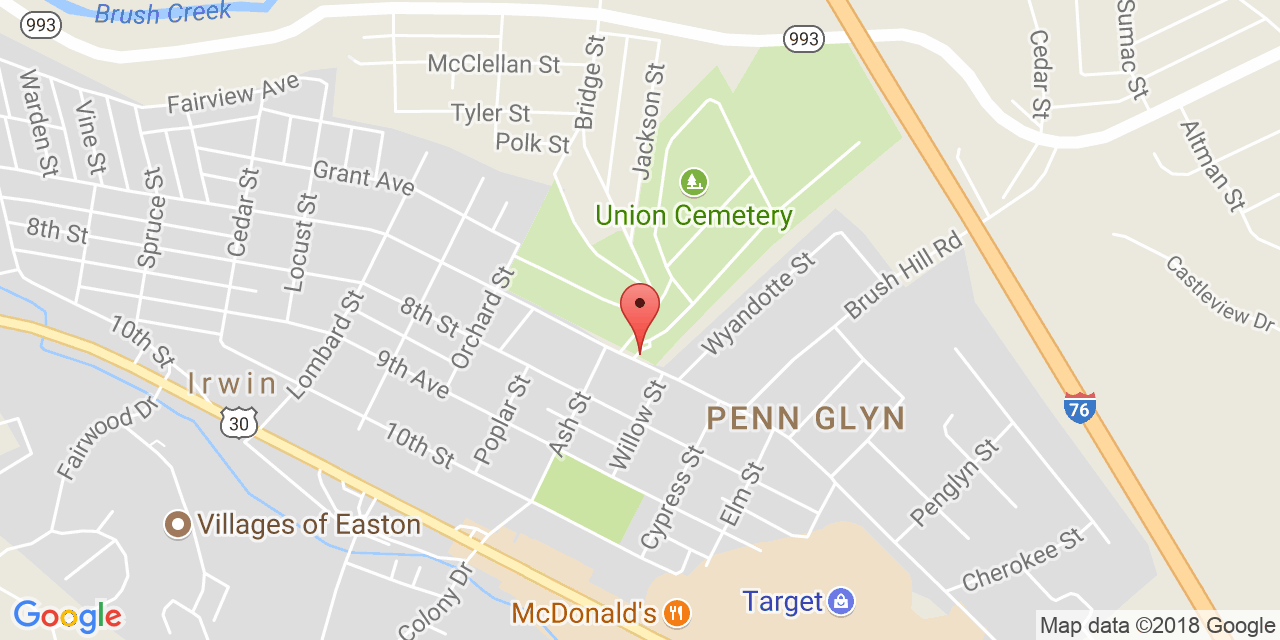 Brush Creek
993
993
Sumac St
Cedar St
McClellan St
Bridge St
Jackson St
Warden St
Vine St
Fairview Ave
Tyler St
Polk St
Altman St
Grant Ave
Spruce St
Cedar St
Locust St
Union Cemetery
8th St
Brush Hill Rd
Wyandotte St
Castleview Dr
Orchard St
Lombard St
8th St
10th St
9th Ave
Irwin
30
76
Poplar St
Ash St
Willow St
PENN GLYN
Fairwood Dr
10th St
Cypress St
Elm St
Penglyn St
Villages of Easton
Cherokee St
Colony Dr
McDonald's
Target
Google
Map data ©2018 Google